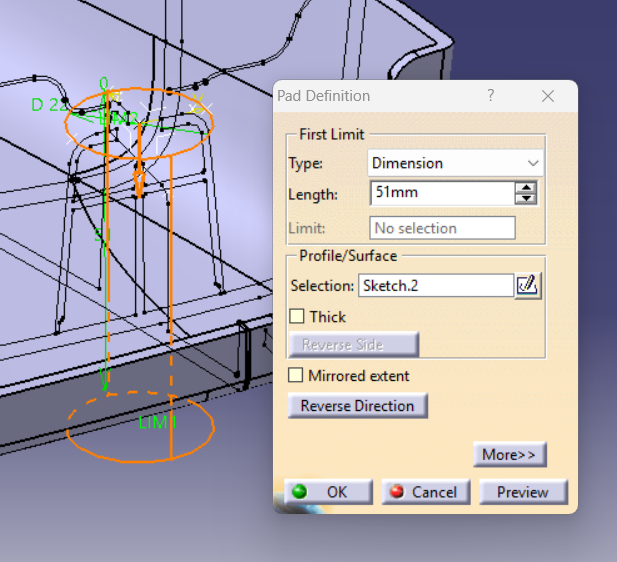 0
D 22
LIM2
LIM1
Pad Definition
?
First Limit
Type: Dimension
Length: 51mm
Limit: No selection
Profile/Surface
Selection: Sketch.2
Thick
Reverse Side
Mirrored extent
Reverse Direction
More>>
OK Cancel Preview